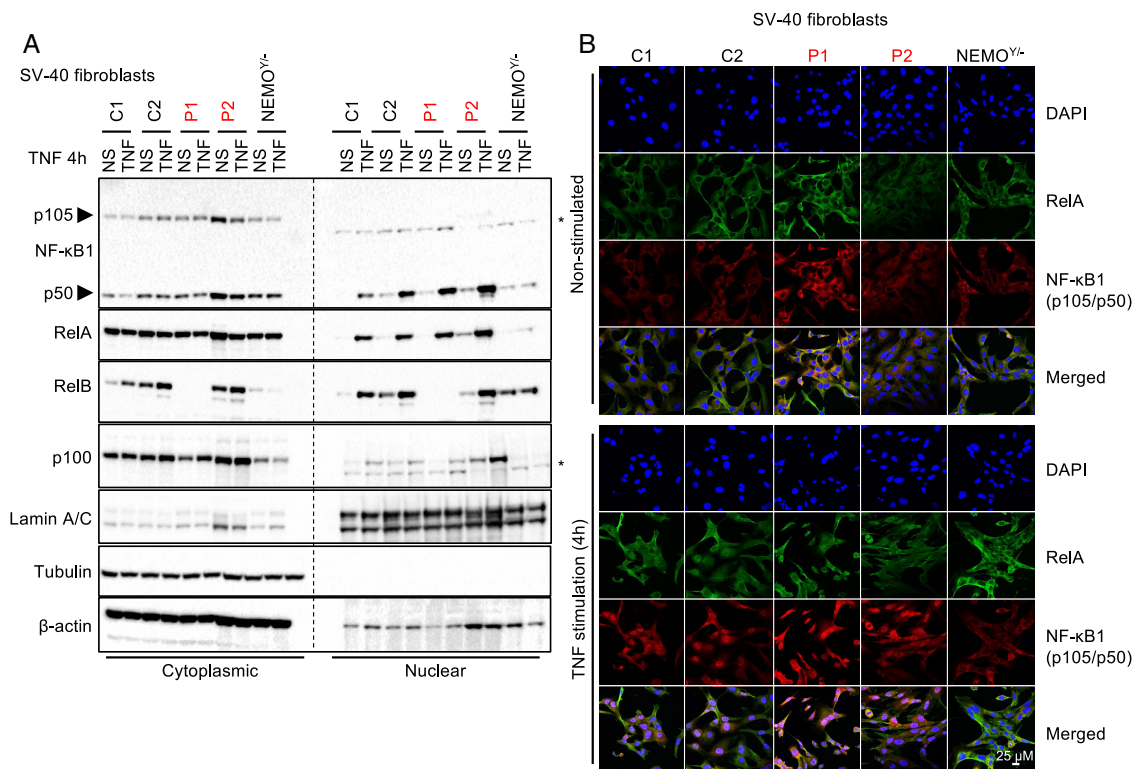 A
SV-40 fibroblasts
C1
C2
P1
P2
NEMOY/-
C1
C2
P1
P2
NEMOY/-
TNF 4h
NS
TNF
NS
TNF
NS
TNF
NS
TNF
NS
TNF
NS
TNF
NS
TNF
NS
TNF
NS
TNF
NS
TNF
p105
*
NF-κB1
p50
RelA
RelB
p100
*
Lamin A/C
Tubulin
β-actin
Cytoplasmic
Nuclear
SV-40 fibroblasts
B
C1
C2
P1
P2
NEMOY/-
Non-stimulated
DAPI
RelA
NF-κB1
(p105/p50)
Merged
TNF stimulation (4h)
DAPI
RelA
NF-κB1
(p105/p50)
Merged
25 µM